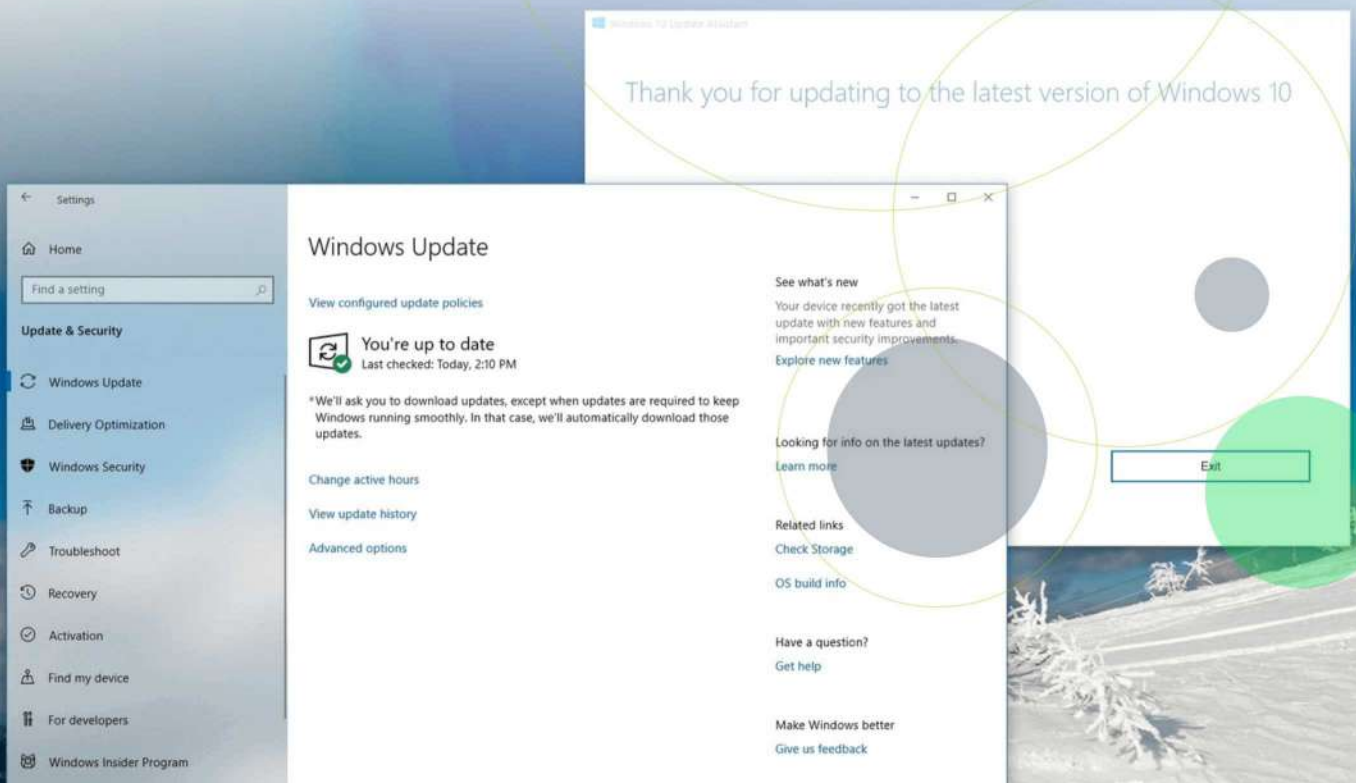 Windows 10 Update Assistant
Thank you for updating to the latest version of Windows 10
Settings
Home
Find a setting
Update & Security
Windows Update
Delivery Optimization
Windows Security
Backup
Troubleshoot
Recovery
Activation
Find my device
For developers
Windows Insider Program
Windows Update
View configured update policies
You're up to date
Last checked: Today, 2:10 PM
*We'll ask you to download updates, except when updates are required to keep
Windows running smoothly. In that case, we'll automatically download those
updates.
Change active hours
View update history
Advanced options
See what's new
Your device recently got the latest
update with new features and
important security improvements.
Explore new features
Looking for info on the latest updates?
Learn more
Related links
Check Storage
OS build info
Have a question?
Get help
Make Windows better
Give us feedback
Exit